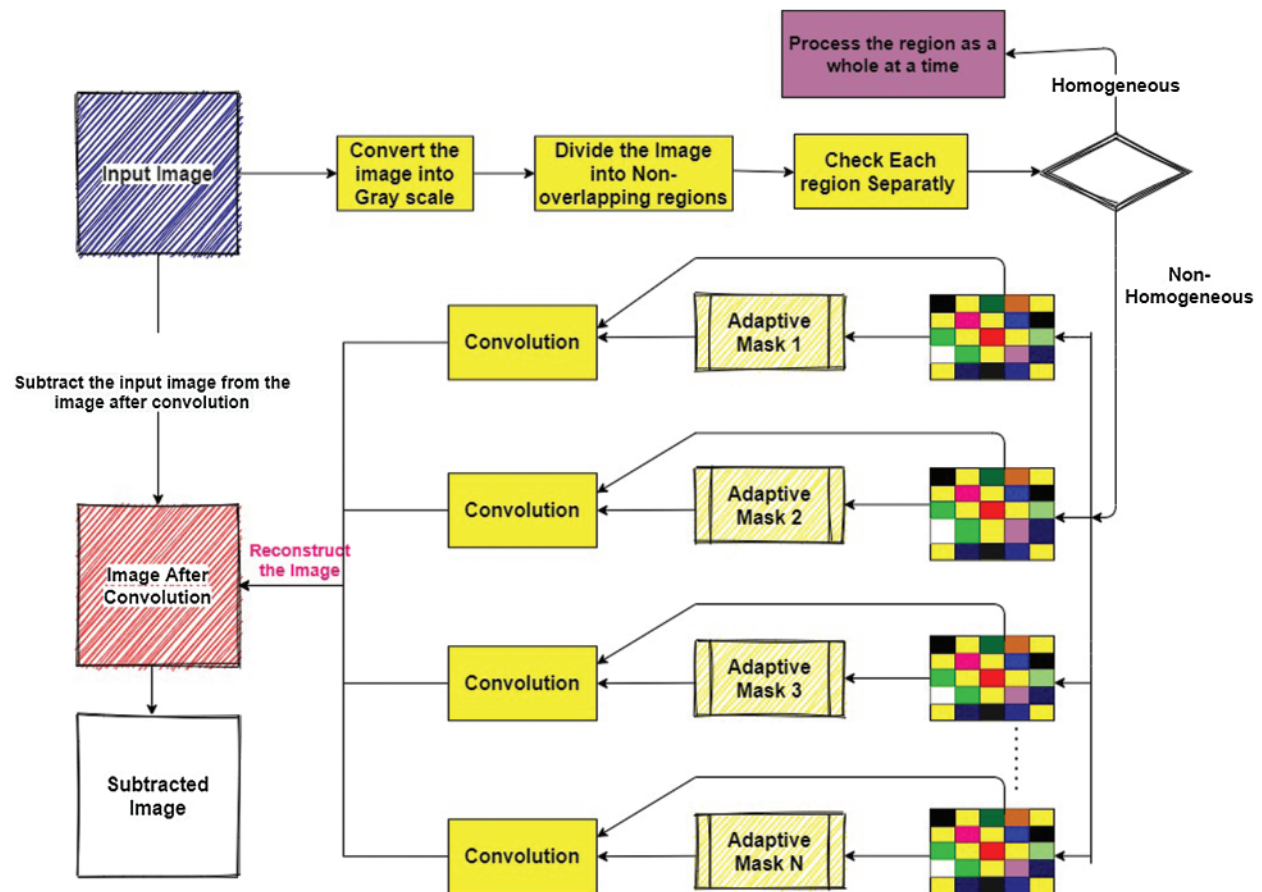 Process the region as a
whole at a time
Homogeneous
Input Image
Convert the
image into
Gray scale
Divide the Image
into Non-
overlapping regions
Check Each
region Separatly
Non-
Homogeneous
Convolution
Adaptive
Mask 1
Subtract the input image from the
image after convolution
Convolution
Adaptive
Mask 2
Reconstruct
the Image
Image After
Convolution
Convolution
Adaptive
Mask 3
Subtracted
Image
Convolution
Adaptive
Mask N